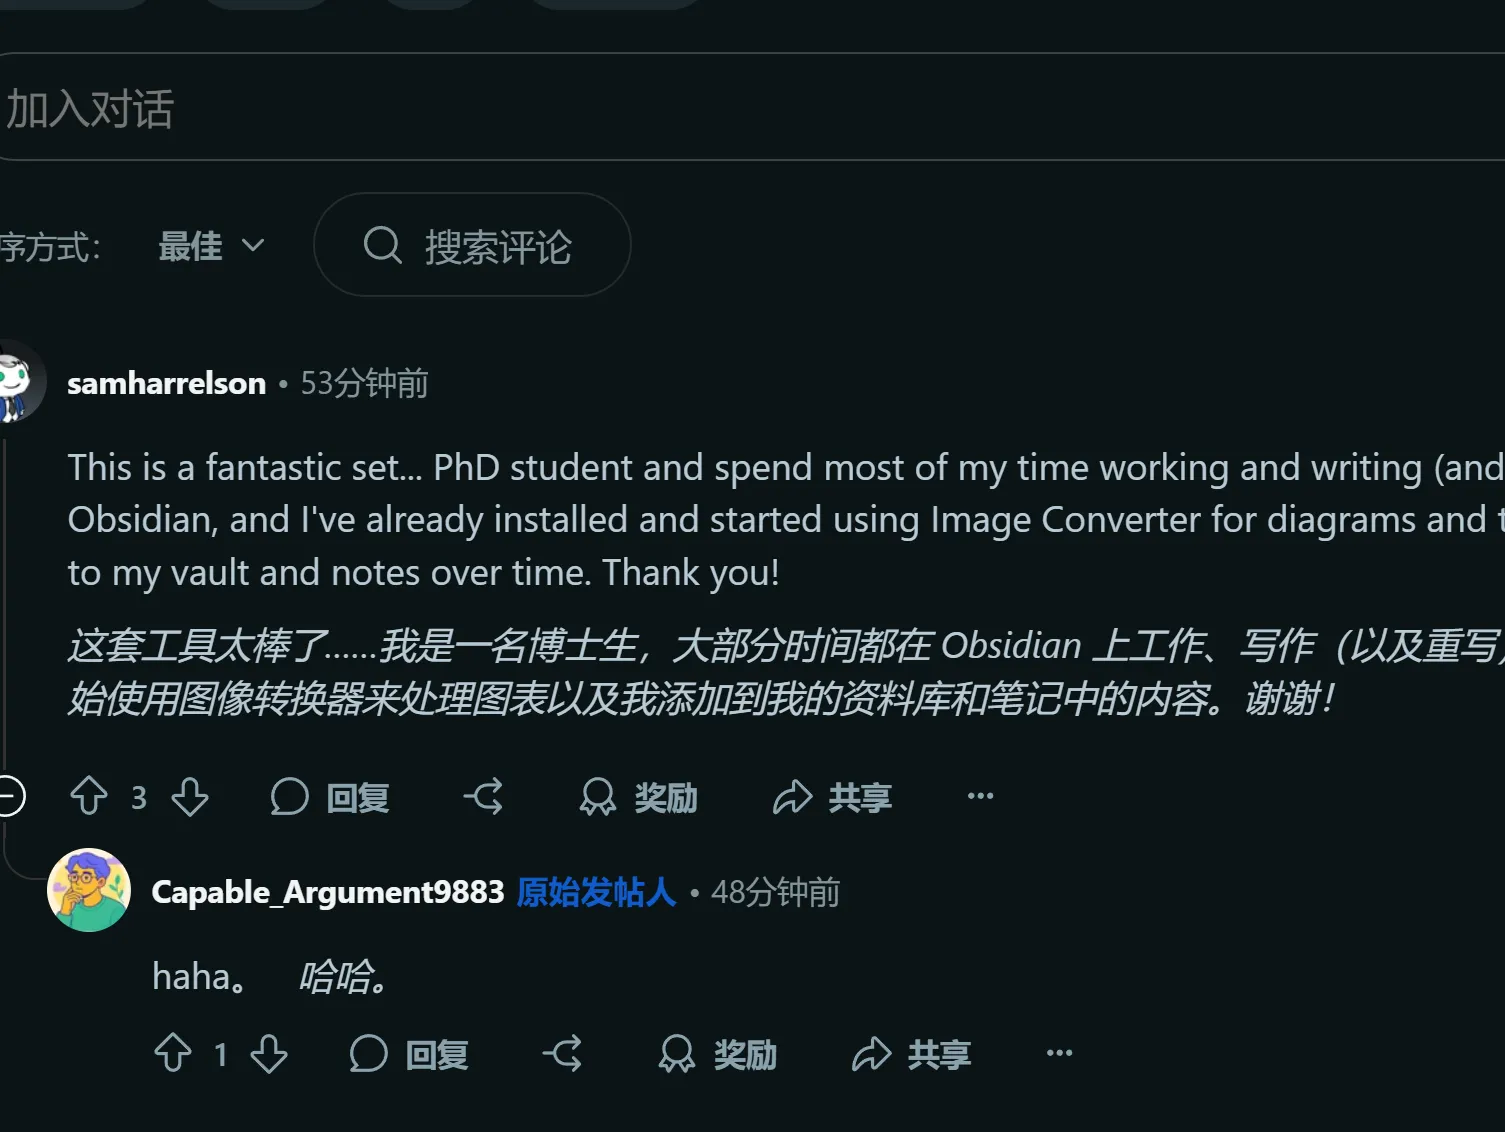 加入对话
序方式：
最佳
搜索评论
samharrelson • 53分钟前
This is a fantastic set... PhD student and spend most of my time working and writing (and
Obsidian, and I've already installed and started using Image Converter for diagrams and t
to my vault and notes over time. Thank you!
这套工具太棒了......我是一名博士生，大部分时间都在 Obsidian 上工作、写作（以及重写）
始使用图像转换器来处理图表以及我添加到我的资料库和笔记中的内容。谢谢！
3 回复 奖励 共享 ···
Capable_Argument9883 原始发帖人 • 48分钟前
haha。 哈哈。
1 回复 奖励 共享 ···